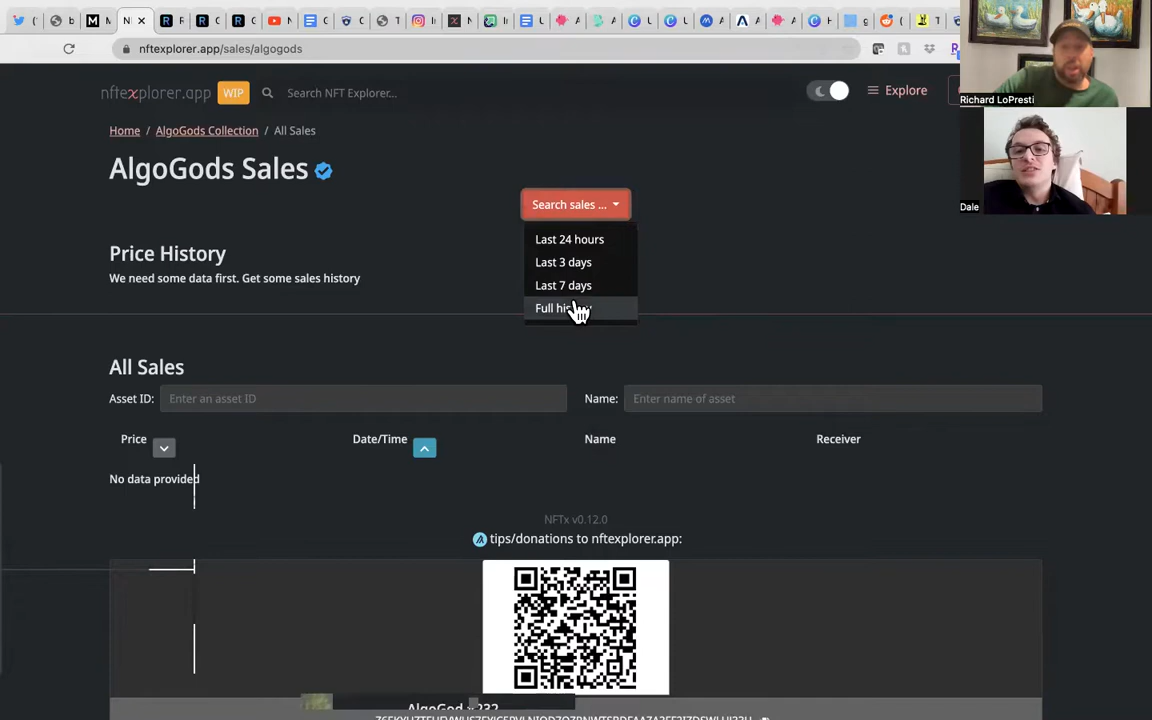 nftexplorer.app/sales/algogods
nftexplorer.app WIP Search NFT Explorer... Explore
Richard LoPresti
Home / AlgoGods Collection / All Sales
AlgoGods Sales
Dale
Search sales ...
Last 24 hours
Price History
Last 3 days
We need some data first. Get some sales history
Last 7 days
Full
All Sales
Asset ID: Enter an asset ID Name: Enter name of asset
Price Date/Time Name Receiver
No data provided
NFTx v0.12.0
tips/donations to nftexplorer.app: